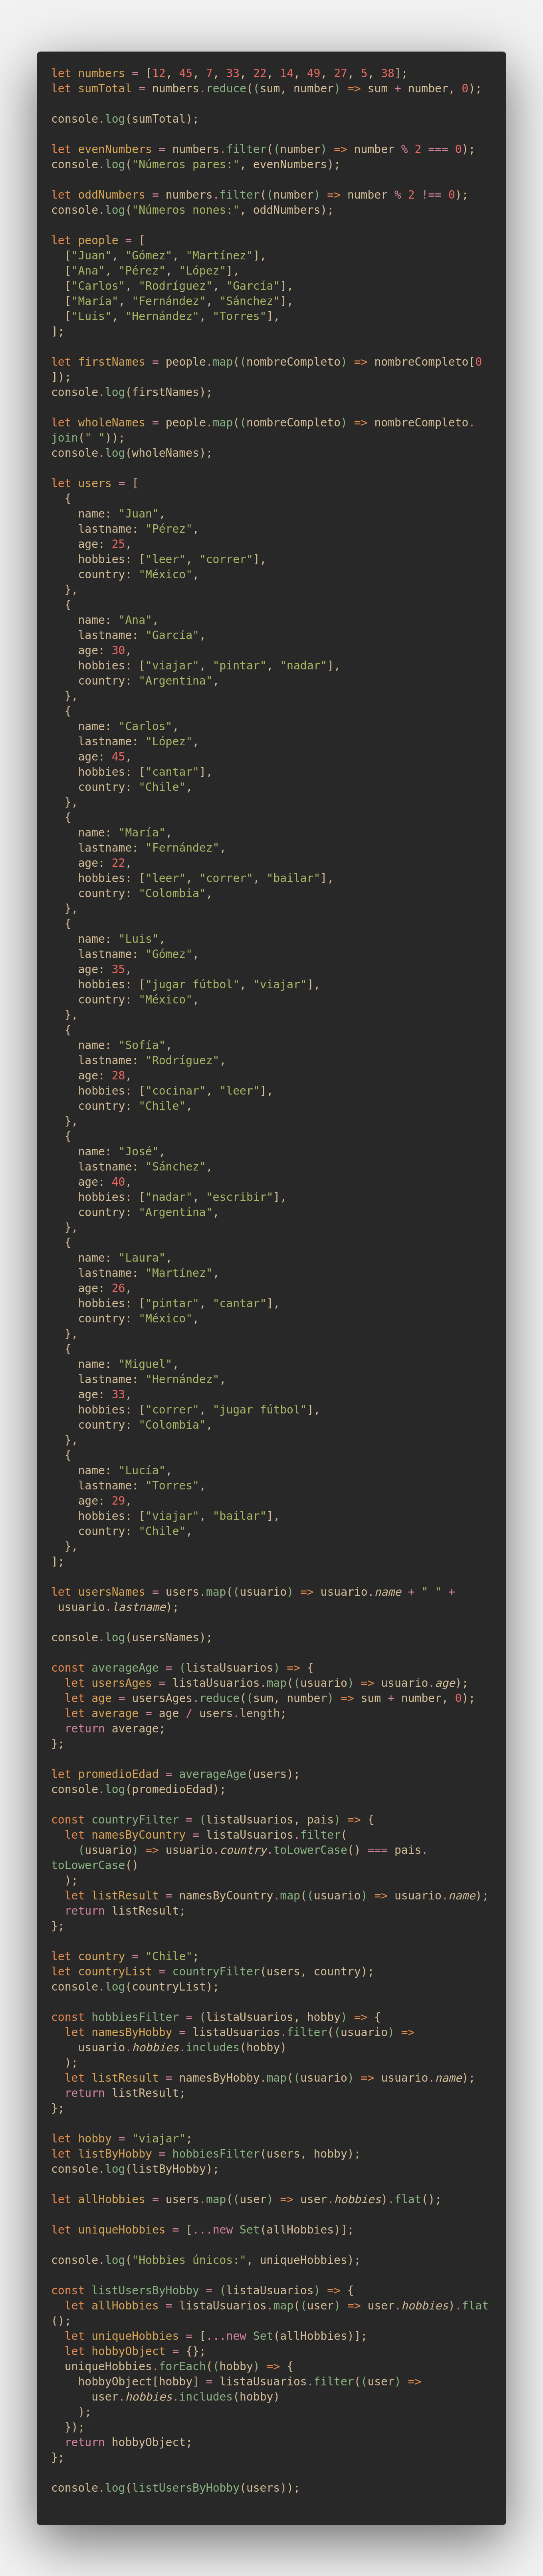 let numbers = [12, 45, 7, 33, 22, 14, 49, 27, 5, 38];
let sumTotal = numbers.reduce((sum, number) => sum + number, 0);
console.log(sumTotal);
let evenNumbers = numbers.filter((number) => number % 2 === 0);
console.log("Números pares:", evenNumbers);
let oddNumbers = numbers.filter((number) => number % 2 !== 0);
console.log("Números nones:", oddNumbers);
let people = [
  ["Juan", "Gómez", "Martínez"],
  ["Ana", "Pérez", "López"],
  ["Carlos", "Rodríguez", "García"],
  ["María", "Fernández", "Sánchez"],
  ["Luis", "Hernández", "Torres"],
];
let firstNames = people.map((nombreCompleto) => nombreCompleto[0
]);
console.log(firstNames);
let wholeNames = people.map((nombreCompleto) => nombreCompleto.
join(" "));
console.log(wholeNames);
let users = [
  {
    name: "Juan",
    lastname: "Pérez",
    age: 25,
    hobbies: ["leer", "correr"],
    country: "México",
  },
  {
    name: "Ana",
    lastname: "García",
    age: 30,
    hobbies: ["viajar", "pintar", "nadar"],
    country: "Argentina",
  },
  {
    name: "Carlos",
    lastname: "López",
    age: 45,
    hobbies: ["cantar"],
    country: "Chile",
  },
  {
    name: "María",
    lastname: "Fernández",
    age: 22,
    hobbies: ["leer", "correr", "bailar"],
    country: "Colombia",
  },
  {
    name: "Luis",
    lastname: "Gómez",
    age: 35,
    hobbies: ["jugar fútbol", "viajar"],
    country: "México",
  },
  {
    name: "Sofía",
    lastname: "Rodríguez",
    age: 28,
    hobbies: ["cocinar", "leer"],
    country: "Chile",
  },
  {
    name: "José",
    lastname: "Sánchez",
    age: 40,
    hobbies: ["nadar", "escribir"],
    country: "Argentina",
  },
  {
    name: "Laura",
    lastname: "Martínez",
    age: 26,
    hobbies: ["pintar", "cantar"],
    country: "México",
  },
  {
    name: "Miguel",
    lastname: "Hernández",
    age: 33,
    hobbies: ["correr", "jugar fútbol"],
    country: "Colombia",
  },
  {
    name: "Lucía",
    lastname: "Torres",
    age: 29,
    hobbies: ["viajar", "bailar"],
    country: "Chile",
  },
];
let usersNames = users.map((usuario) => usuario.name + " " +
 usuario.lastname);
console.log(usersNames);
const averageAge = (listaUsuarios) => {
  let usersAges = listaUsuarios.map((usuario) => usuario.age);
  let age = usersAges.reduce((sum, number) => sum + number, 0);
  let average = age / users.length;
  return average;
};
let promedioEdad = averageAge(users);
console.log(promedioEdad);
const countryFilter = (listaUsuarios, pais) => {
  let namesByCountry = listaUsuarios.filter(
    (usuario) => usuario.country.toLowerCase() === pais.
toLowerCase()
  );
  let listResult = namesByCountry.map((usuario) => usuario.name);
  return listResult;
};
let country = "Chile";
let countryList = countryFilter(users, country);
console.log(countryList);
const hobbiesFilter = (listaUsuarios, hobby) => {
  let namesByHobby = listaUsuarios.filter((usuario) =>
    usuario.hobbies.includes(hobby)
  );
  let listResult = namesByHobby.map((usuario) => usuario.name);
  return listResult;
};
let hobby = "viajar";
let listByHobby = hobbiesFilter(users, hobby);
console.log(listByHobby);
let allHobbies = users.map((user) => user.hobbies).flat();
let uniqueHobbies = [...new Set(allHobbies)];
console.log("Hobbies únicos:", uniqueHobbies);
const listUsersByHobby = (listaUsuarios) => {
  let allHobbies = listaUsuarios.map((user) => user.hobbies).flat
();
  let uniqueHobbies = [...new Set(allHobbies)];
  let hobbyObject = {};
  uniqueHobbies.forEach((hobby) => {
    hobbyObject[hobby] = listaUsuarios.filter((user) =>
      user.hobbies.includes(hobby)
    );
  });
  return hobbyObject;
};
console.log(listUsersByHobby(users));